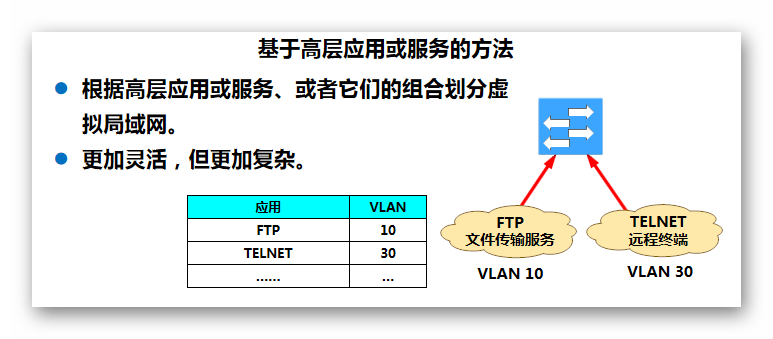 基于高层应用或服务的方法
根据高层应用或服务、或者它们的组合划分虚
拟局域网。
更加灵活，但更加复杂。
应用 VLAN
FTP 10
TELNET 30
...... ...
FTP
文件传输服务
VLAN 10
TELNET
远程终端
VLAN 30